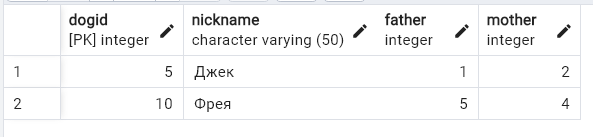 dogid nickname father mother
[PK] integer character varying (50) integer integer
1 5 Джек 1 2
2 10 Фрея 5 4